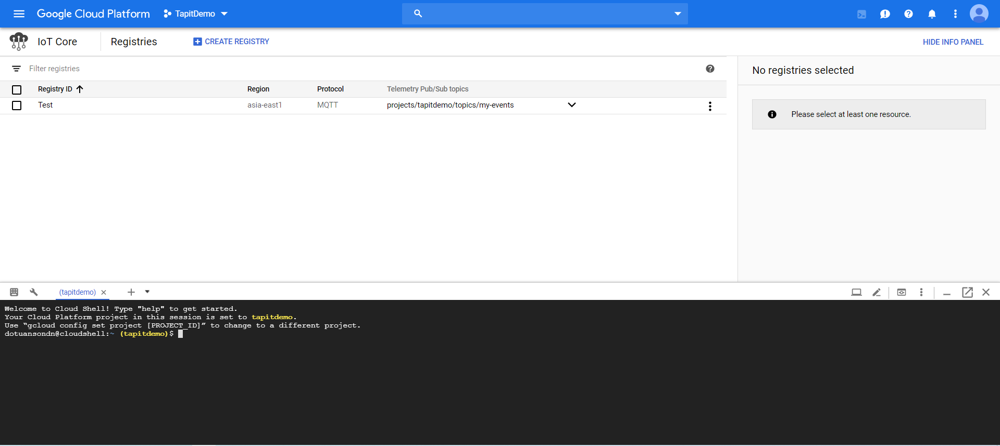 Google Cloud Platform TapitDemo
IoT Core Registries CREATE REGISTRY HIDE INFO PANEL
Filter registries
Registry ID Region Protocol Telemetry Pub/Sub topics
Test asia-east1 MQTT projects/tapitdemo/topics/my-events
No registries selected
Please select at least one resource.
(tapitdemo)
Welcome to Cloud Shell! Type "help" to get started.
Your Cloud Platform project in this session is set to tapitdemo.
Use “gcloud config set project [PROJECT_ID]” to change to a different project.
dotuansondn@cloudshell:~ (tapitdemo)$